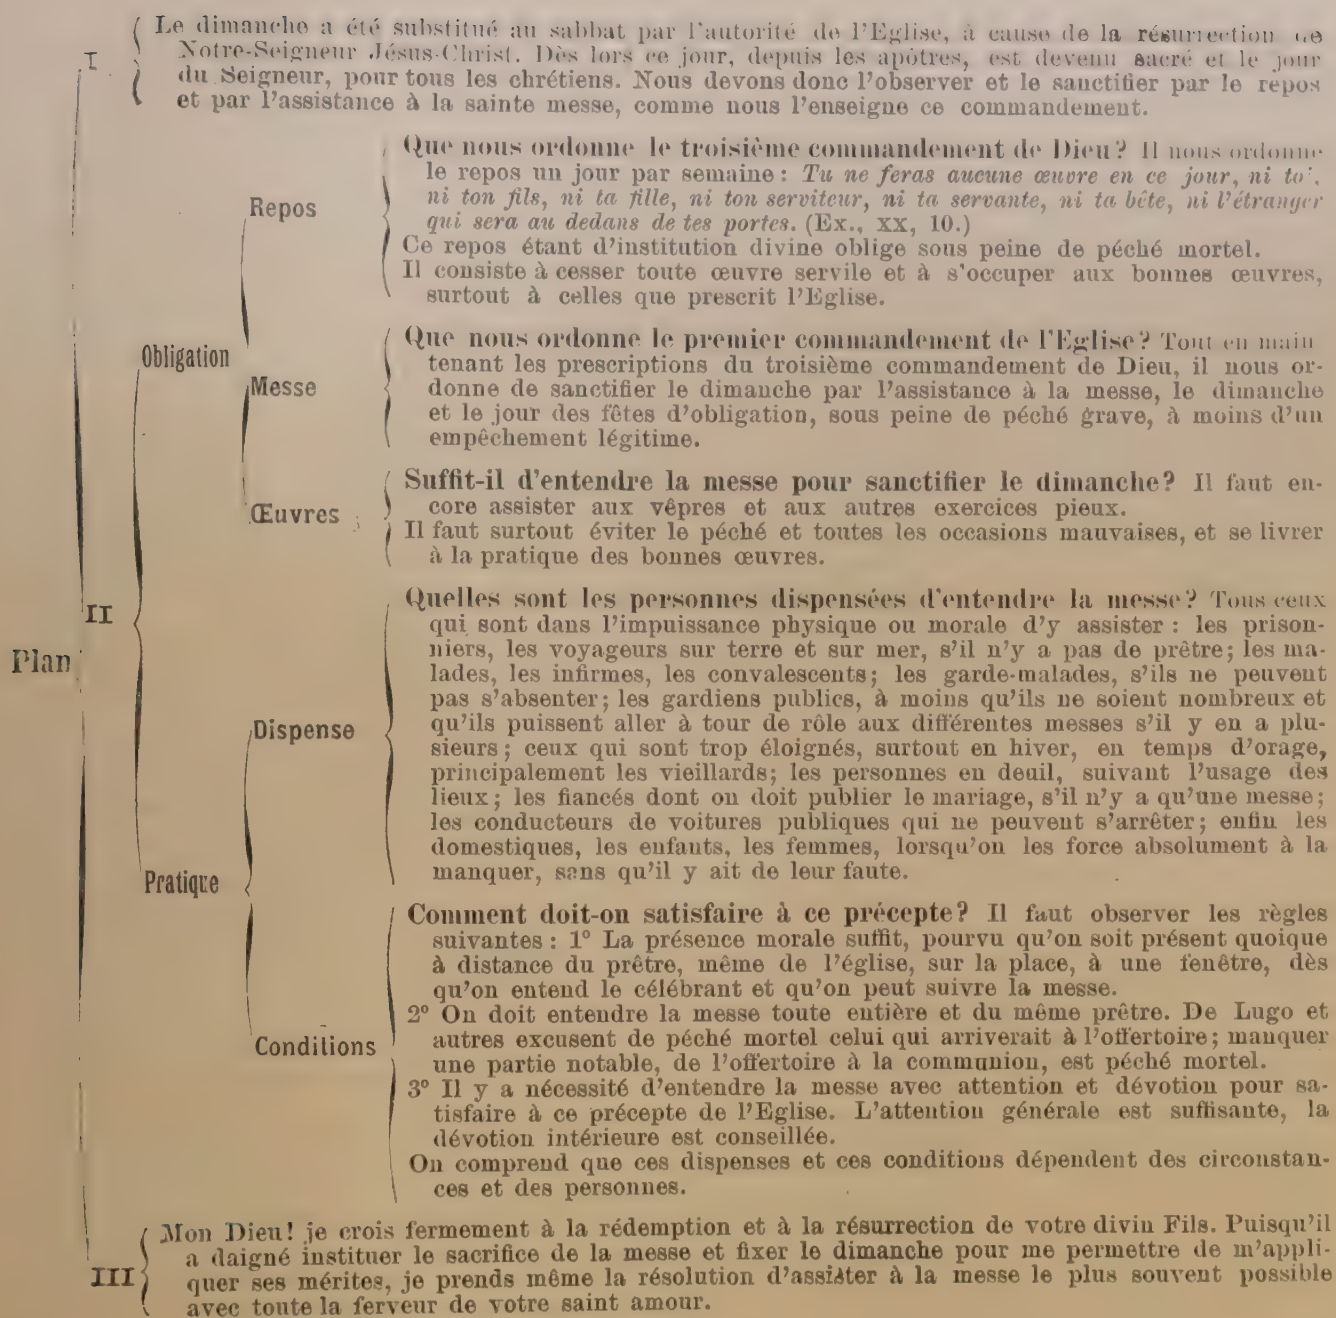 I
Le dimanche a été substitué au sabbat par l'autorité de l'Eglise, à cause de la résurrection de
Notre-Seigneur Jésus-Christ. Dès lors ce jour, depuis les apôtres, est devenu sacré et le jour
du Seigneur, pour tous les chrétiens. Nous devons donc l'observer et le sanctifier par le repos
et par l'assistance à la sainte messe, comme nous l'enseigne ce commandement.
Plan
II
Obligation
Repos
Que nous ordonne le troisième commandement de Dieu? Il nous ordonne
le repos un jour par semaine : Tu ne feras aucune œuvre en ce jour, ni toi,
ni ton fils, ni ta fille, ni ton serviteur, ni ta servante, ni ta bête, ni l'étranger
qui sera au dedans de tes portes. (Ex., XX, 10.)
Ce repos étant d'institution divine oblige sous peine de péché mortel.
Il consiste à cesser toute œuvre servile et à s'occuper aux bonnes œuvres,
surtout à celles que prescrit l'Eglise.
Messe
Que nous ordonne le premier commandement de l'Eglise? Tout en main
tenant les prescriptions du troisième commandement de Dieu, il nous or-
donne de sanctifier le dimanche par l'assistance à la messe, le dimanche
et le jour des fêtes d'obligation, sous peine de péché grave, à moins d'un
empêchement légitime.
Œuvres
Suffit-il d'entendre la messe pour sanctifier le dimanche? Il faut en-
core assister aux vêpres et aux autres exercices pieux.
Il faut surtout éviter le péché et toutes les occasions mauvaises, et se livrer
à la pratique des bonnes œuvres.
Pratique
Dispense
Quelles sont les personnes dispensées d'entendre la messe? Tous ceux
qui sont dans l'impuissance physique ou morale d'y assister : les prison-
niers, les voyageurs sur terre et sur mer, s'il n'y a pas de prêtre; les ma-
lades, les infirmes, les convalescents; les garde-malades, s'ils ne peuvent
pas s'absenter; les gardiens publics, à moins qu'ils ne soient nombreux et
qu'ils puissent aller à tour de rôle aux différentes messes s'il y en a plu-
sieurs; ceux qui sont trop éloignés, surtout en hiver, en temps d'orage,
principalement les vieillards; les personnes en deuil, suivant l'usage des
lieux; les fiancés dont on doit publier le mariage, s'il n'y a qu'une messe;
les conducteurs de voitures publiques qui ne peuvent s'arrêter; enfin les
domestiques, les enfants, les femmes, lorsqu'on les force absolument à la
manquer, sans qu'il y ait de leur faute.
Conditions
Comment doit-on satisfaire à ce précepte? Il faut observer les règles
suivantes : 1° La présence morale suffit, pourvu qu'on soit présent quoique
à distance du prêtre, même de l'église, sur la place, à une fenêtre, dès
qu'on entend le célébrant et qu'on peut suivre la messe.
2° On doit entendre la messe toute entière et du même prêtre. De Lugo et
autres excusent de péché mortel celui qui arriverait à l'offertoire; manquer
une partie notable, de l'offertoire à la communion, est péché mortel.
3° Il y a nécessité d'entendre la messe avec attention et dévotion pour sa-
tisfaire à ce précepte de l'Eglise. L'attention générale est suffisante, la
dévotion intérieure est conseillée.
On comprend que ces dispenses et ces conditions dépendent des circonstan-
ces et des personnes.
III
Mon Dieu! je crois fermement à la rédemption et à la résurrection de votre divin Fils. Puisqu'il
a daigné instituer le sacrifice de la messe et fixer le dimanche pour me permettre de m'appli-
quer ses mérites, je prends même la résolution d'assister à la messe le plus souvent possible
avec toute la ferveur de votre saint amour.